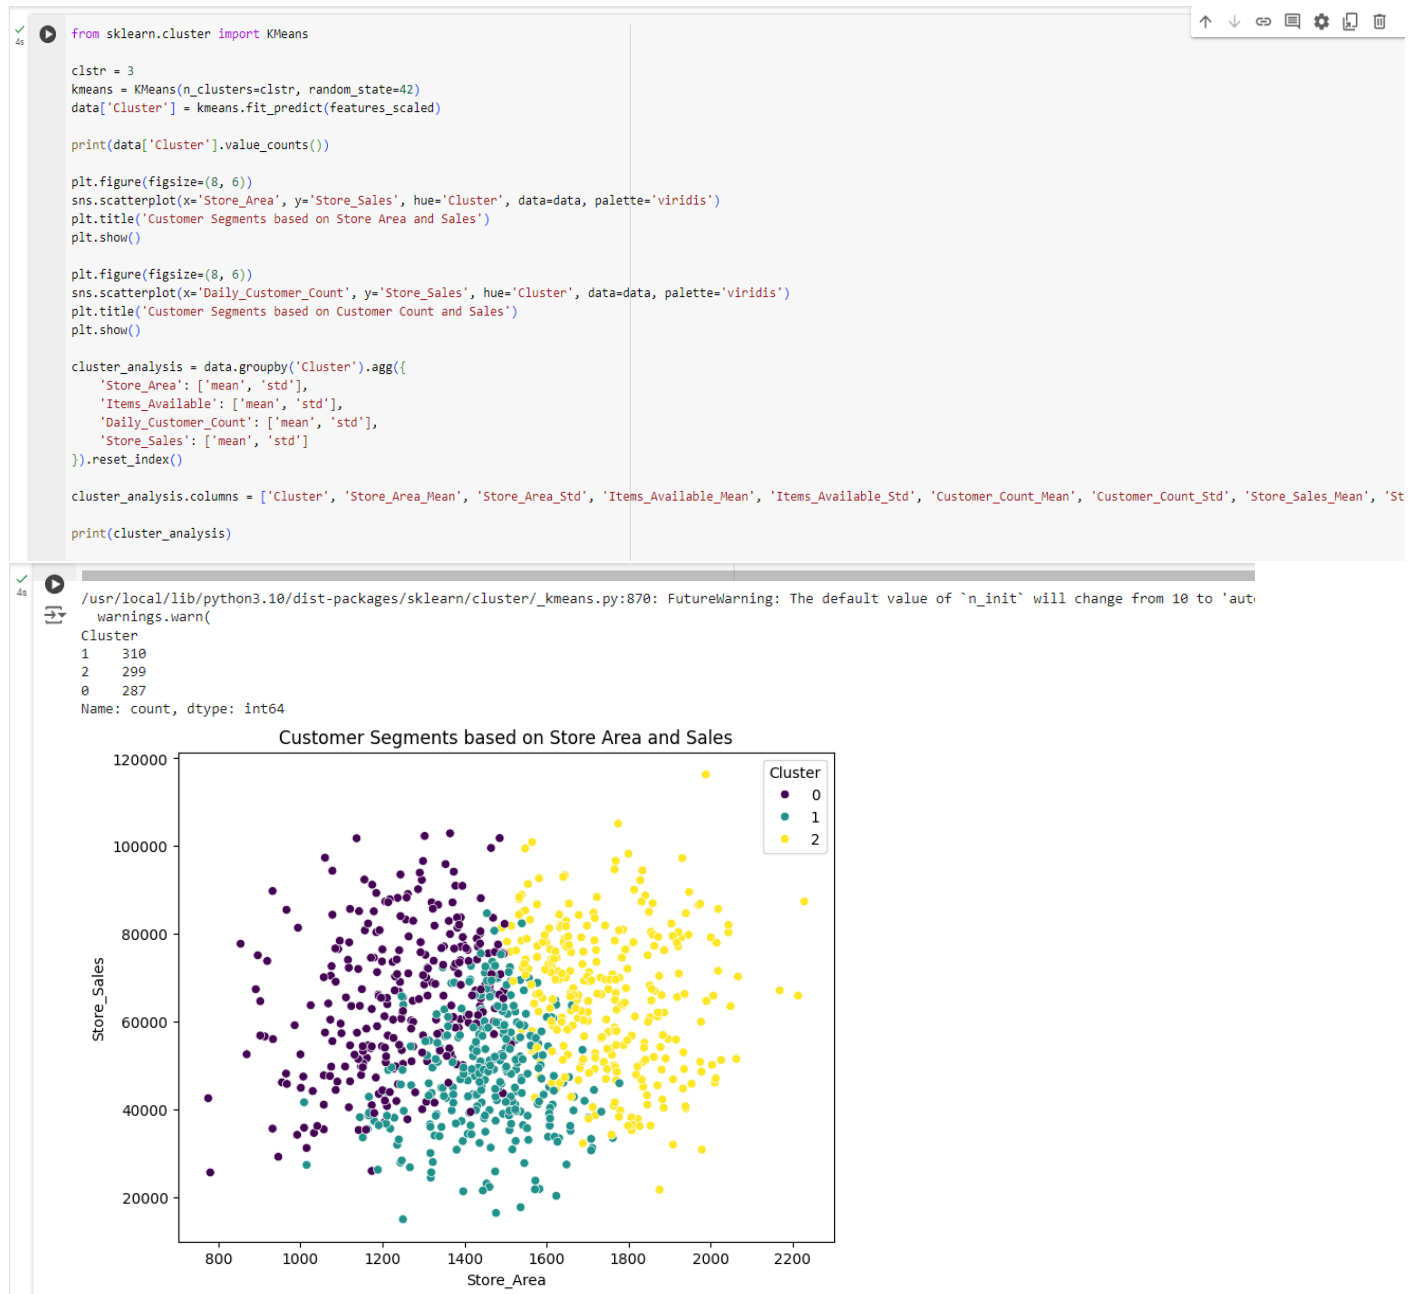 from sklearn.cluster import KMeans
4s
clstr = 3
kmeans = KMeans(n_clusters=clstr, random_state=42)
data['Cluster'] = kmeans.fit_predict(features_scaled)
print(data['Cluster'].value_counts())
plt.figure(figsize=(8, 6))
sns.scatterplot(x='Store_Area', y='Store_Sales', hue='Cluster', data=data, palette='viridis')
plt.title('Customer Segments based on Store Area and Sales')
plt.show()
plt.figure(figsize=(8, 6))
sns.scatterplot(x='Daily_Customer_Count', y='Store_Sales', hue='Cluster', data=data, palette='viridis')
plt.title('Customer Segments based on Customer Count and Sales')
plt.show()
cluster_analysis = data.groupby('Cluster').agg({
    'Store_Area': ['mean', 'std'],
    'Items_Available': ['mean', 'std'],
    'Daily_Customer_Count': ['mean', 'std'],
    'Store_Sales': ['mean', 'std']
}).reset_index()
cluster_analysis.columns = ['Cluster', 'Store_Area_Mean', 'Store_Area_Std', 'Items_Available_Mean', 'Items_Available_Std', 'Customer_Count_Mean', 'Customer_Count_Std', 'Store_Sales_Mean', 'St
print(cluster_analysis)
4s
/usr/local/lib/python3.10/dist-packages/sklearn/cluster/_kmeans.py:870: FutureWarning: The default value of `n_init` will change from 10 to 'auto
  warnings.warn(
Cluster
1    310
2    299
0    287
Name: count, dtype: int64
Customer Segments based on Store Area and Sales
120000
100000
80000
60000
40000
20000
Store_Sales
Cluster
0
1
2
800 1000 1200 1400 1600 1800 2000 2200
Store_Area